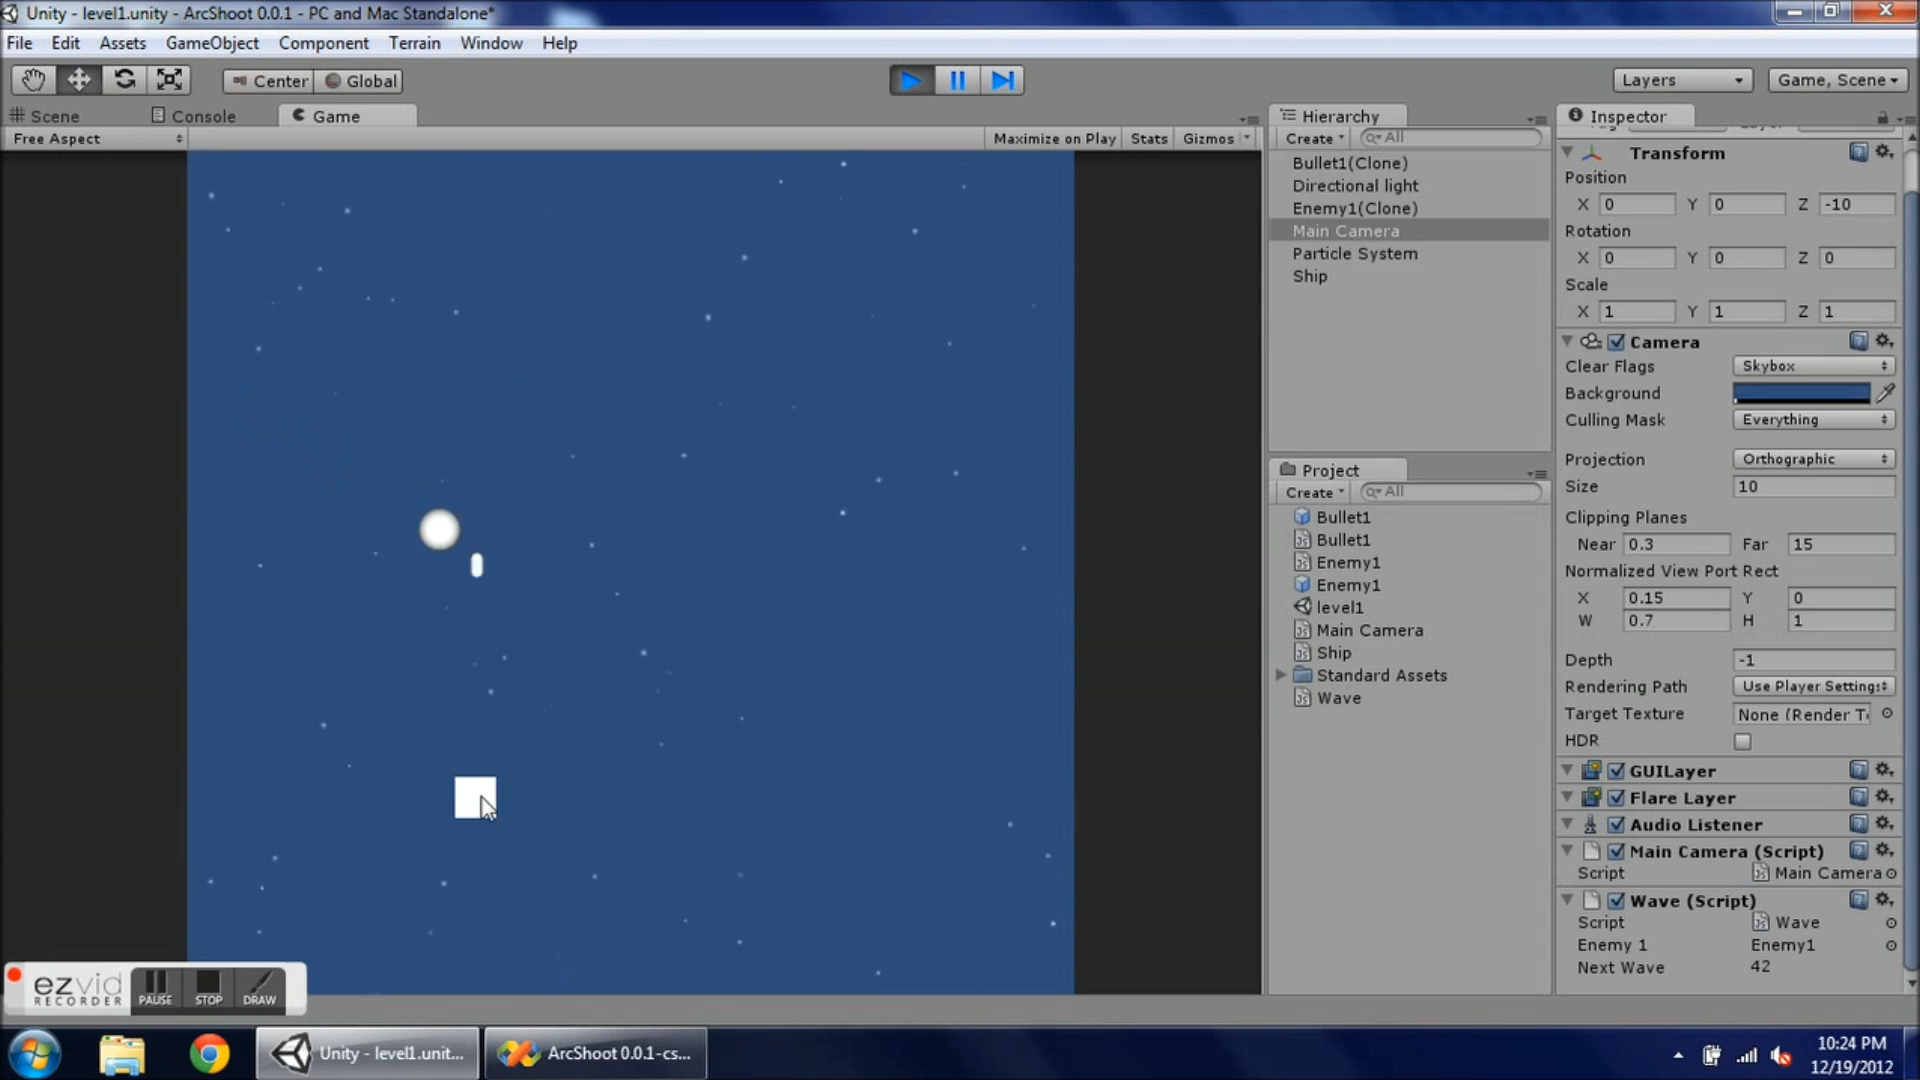 Unity - level1.unity - ArcShoot 0.0.1 - PC and Mac Standalone*
File Edit Assets GameObject Component Terrain Window Help
Center Global Layers Game, Scene
Scene Console Game
Free Aspect Maximize on Play Stats Gizmos
Hierarchy
Create All
Bullet1(Clone)
Directional light
Enemy1(Clone)
Main Camera
Particle System
Ship
Project
Create All
Bullet1
Bullet1
Enemy1
Enemy1
level1
Main Camera
Ship
Standard Assets
Wave
Inspector
Transform
Position
X 0 Y 0 Z -10
Rotation
X 0 Y 0 Z 0
Scale
X 1 Y 1 Z 1
Camera
Clear Flags Skybox
Background
Culling Mask Everything
Projection Orthographic
Size 10
Clipping Planes
Near 0.3 Far 15
Normalized View Port Rect
X 0.15 Y 0
W 0.7 H 1
Depth -1
Rendering Path Use Player Settings
Target Texture None (Render T
HDR
GUILayer
Flare Layer
Audio Listener
Main Camera (Script)
Script Main Camera
Wave (Script)
Script Wave
Enemy 1 Enemy1
Next Wave 42
ezvid
RECORDER
PAUSE STOP DRAW
Unity - level1.unit...
ArcShoot 0.0.1-cs...
10:24 PM
12/19/2012